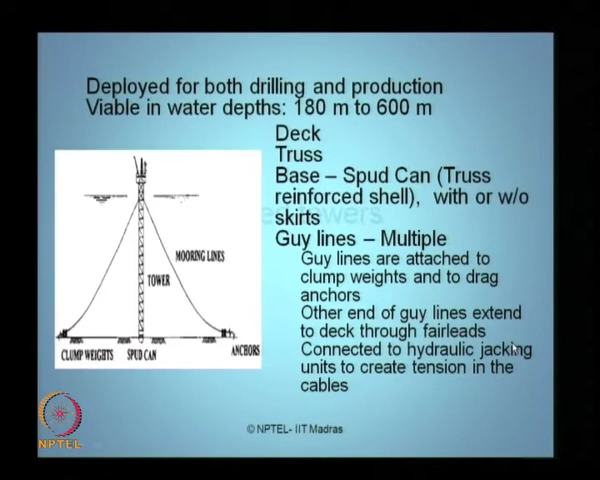 Deployed for both drilling and production
Viable in water depths: 180 m to 600 m
Deck
Truss
Base – Spud Can (Truss
reinforced shell), with or w/o
skirts
Guy lines – Multiple
Guy lines are attached to
clump weights and to drag
anchors
Other end of guy lines extend
to deck through fairleads
Connected to hydraulic jacking
units to create tension in the
cables
MOORING LINES
TOWER
CLUMP WEIGHTS SPUD CAN ANCHORS
NPTEL
© NPTEL- IIT Madras